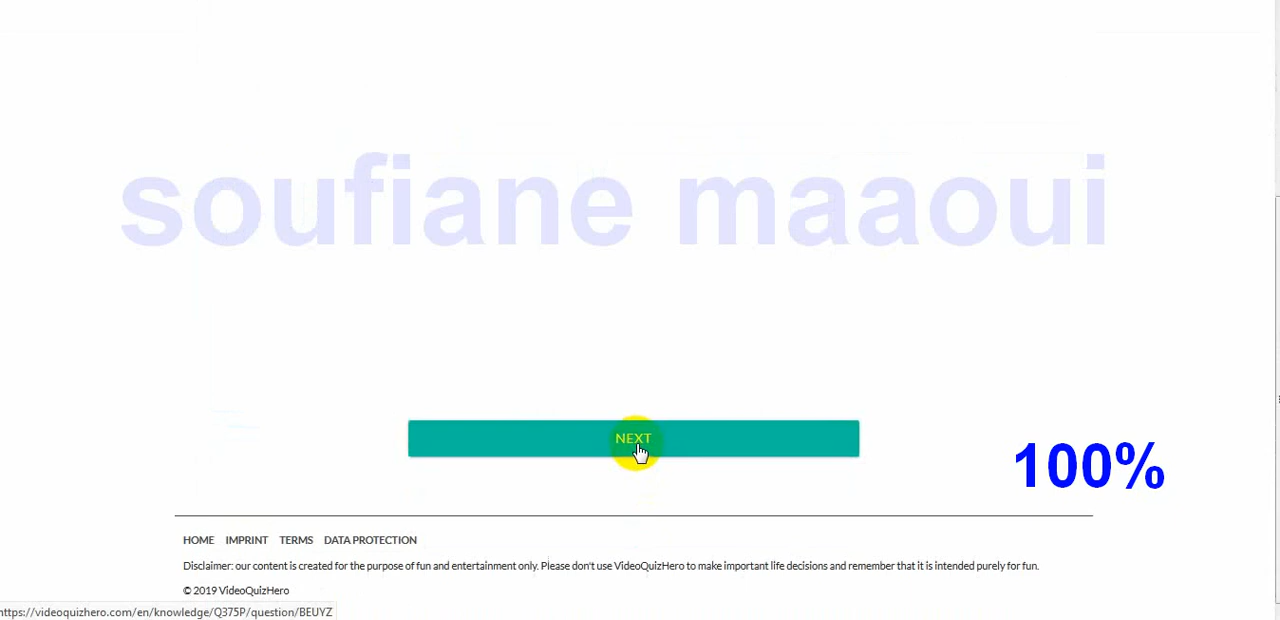 soufiane maaoui
NEXT
100%
HOME IMPRINT TERMS DATA PROTECTION
Disclaimer: our content is created for the purpose of fun and entertainment only. Please don't use VideoQuizHero to make important life decisions and remember that it is intended purely for fun.
© 2019 VideoQuizHero
https://videoquizhero.com/en/knowledge/Q375P/question/BEUYZ